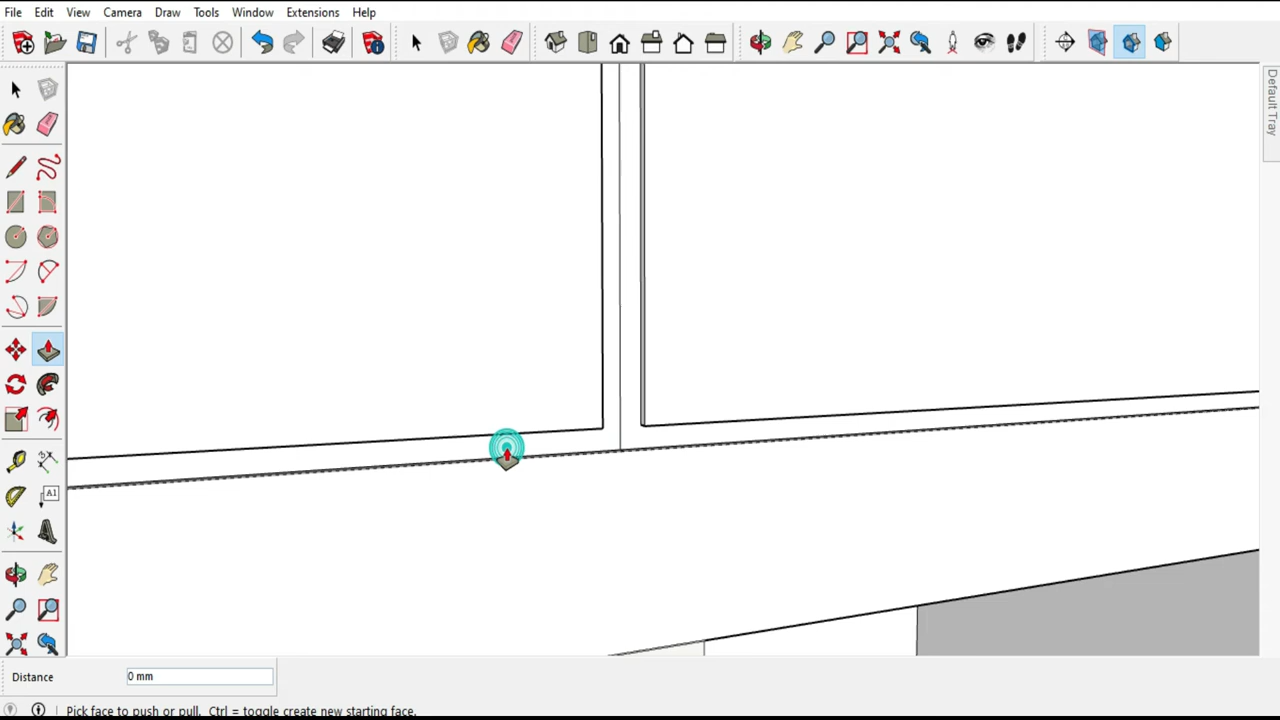 File Edit View Camera Draw Tools Window Extensions Help
Default Tray
A1
Distance 0 mm
Pick face to push or pull. Ctrl = toggle create new starting face.